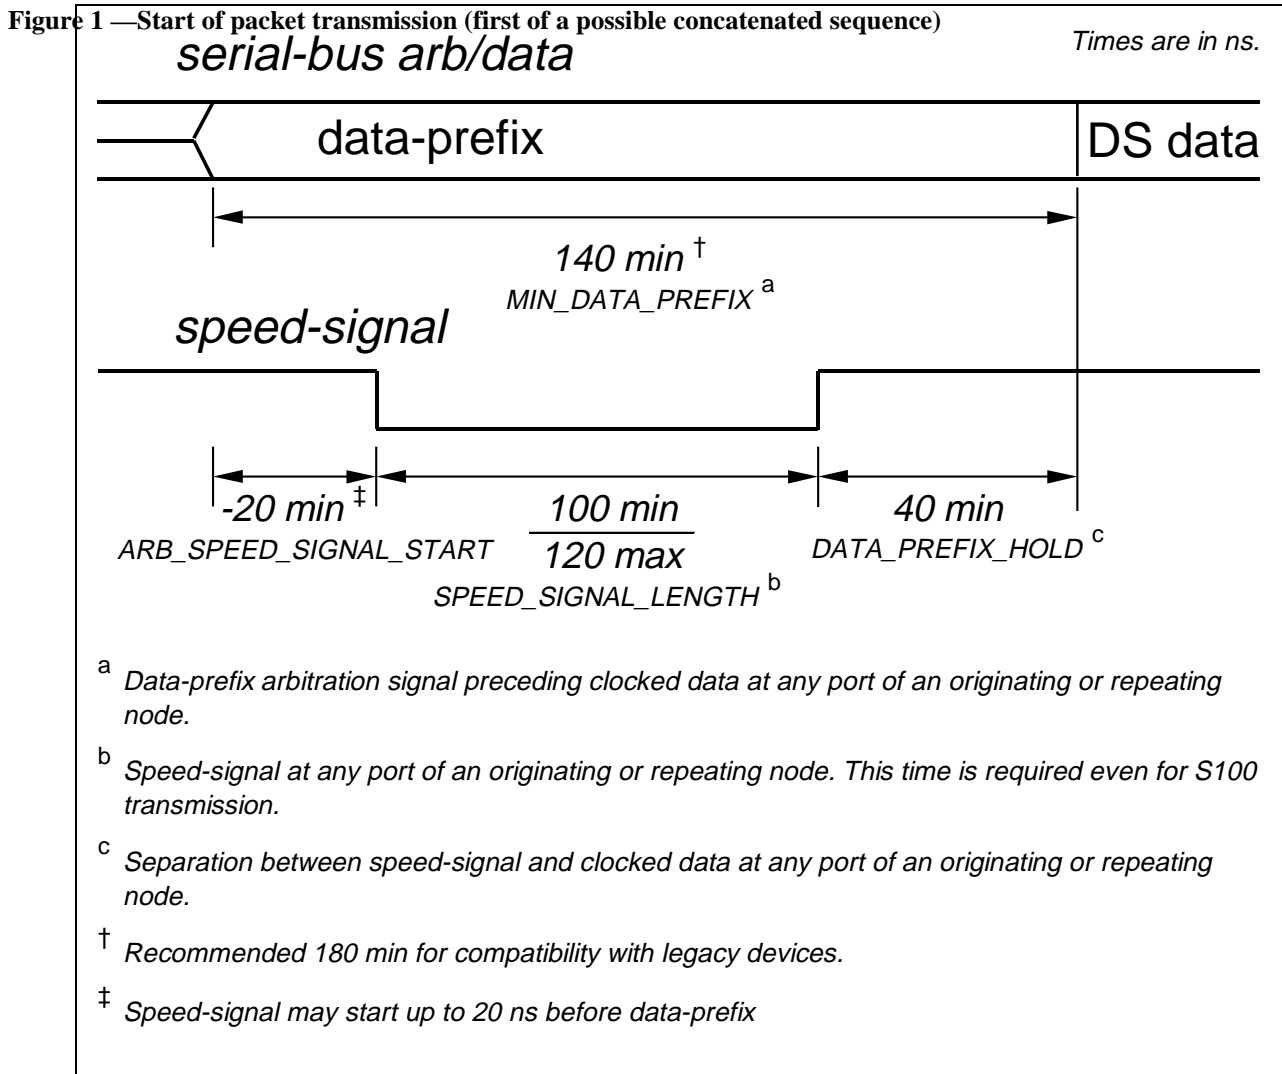 Figure 1 —Start of packet transmission (first of a possible concatenated sequence)
serial-bus arb/data
Times are in ns.
data-prefix
DS data
140 min †
MIN_DATA_PREFIX a
speed-signal
-20 min ‡
ARB_SPEED_SIGNAL_START
100 min
120 max
SPEED_SIGNAL_LENGTH b
40 min
DATA_PREFIX_HOLD c
a Data-prefix arbitration signal preceding clocked data at any port of an originating or repeating
node.
b Speed-signal at any port of an originating or repeating node. This time is required even for S100
transmission.
c Separation between speed-signal and clocked data at any port of an originating or repeating
node.
† Recommended 180 min for compatibility with legacy devices.
‡ Speed-signal may start up to 20 ns before data-prefix